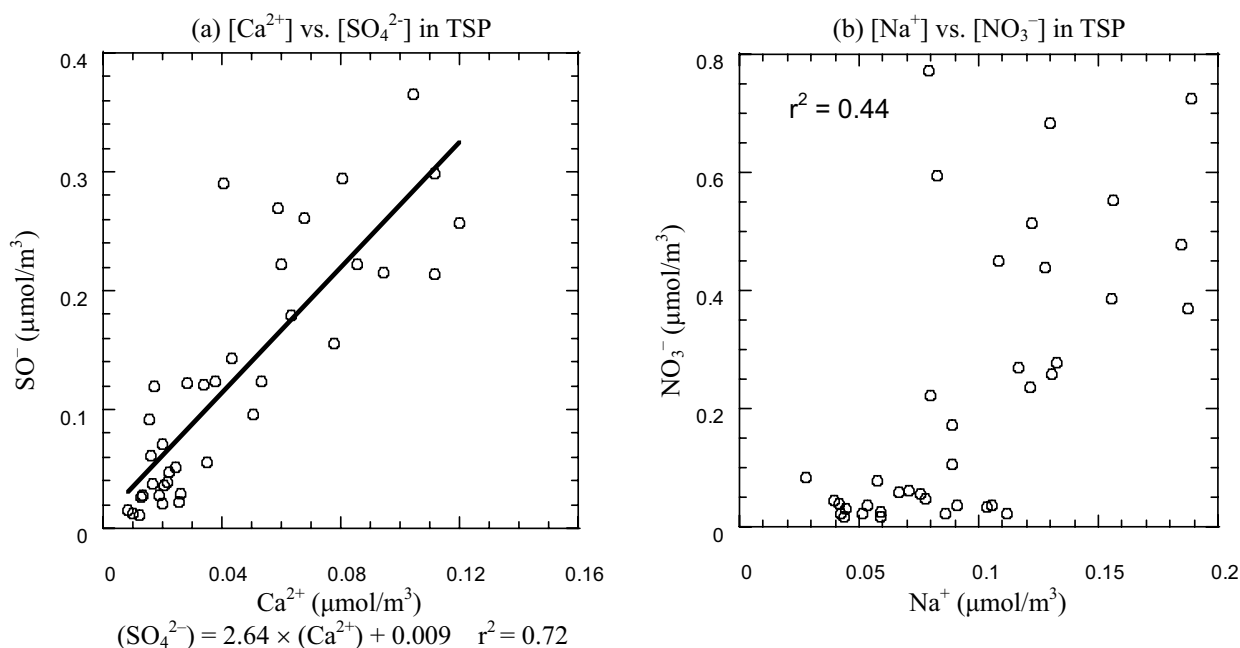 (a) [Ca²⁺] vs. [SO₄²⁻] in TSP
0.4
0.3
0.2
0.1
0
SO⁻ (μmol/m³)
0
0.04
0.08
0.12
0.16
Ca²⁺ (μmol/m³)
(SO₄²⁻) = 2.64 × (Ca²⁺) + 0.009 r² = 0.72
(b) [Na⁺] vs. [NO₃⁻] in TSP
r² = 0.44
0.8
0.6
0.4
0.2
0
NO₃⁻ (μmol/m³)
0
0.05
0.1
0.15
0.2
Na⁺ (μmol/m³)